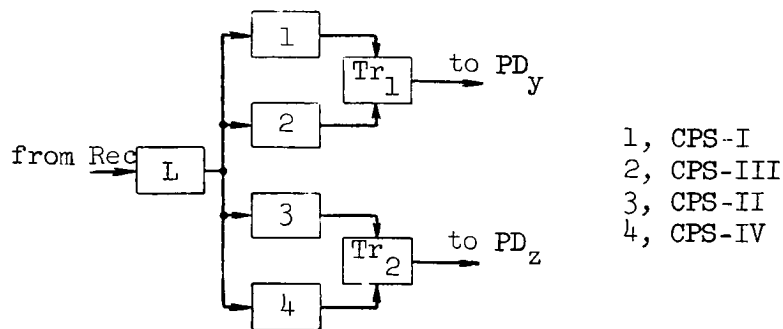 1
Tr1
to PDy
2
from Rec
L
3
Tr2
to PDz
4
1, CPS-I
2, CPS-III
3, CPS-II
4, CPS-IV